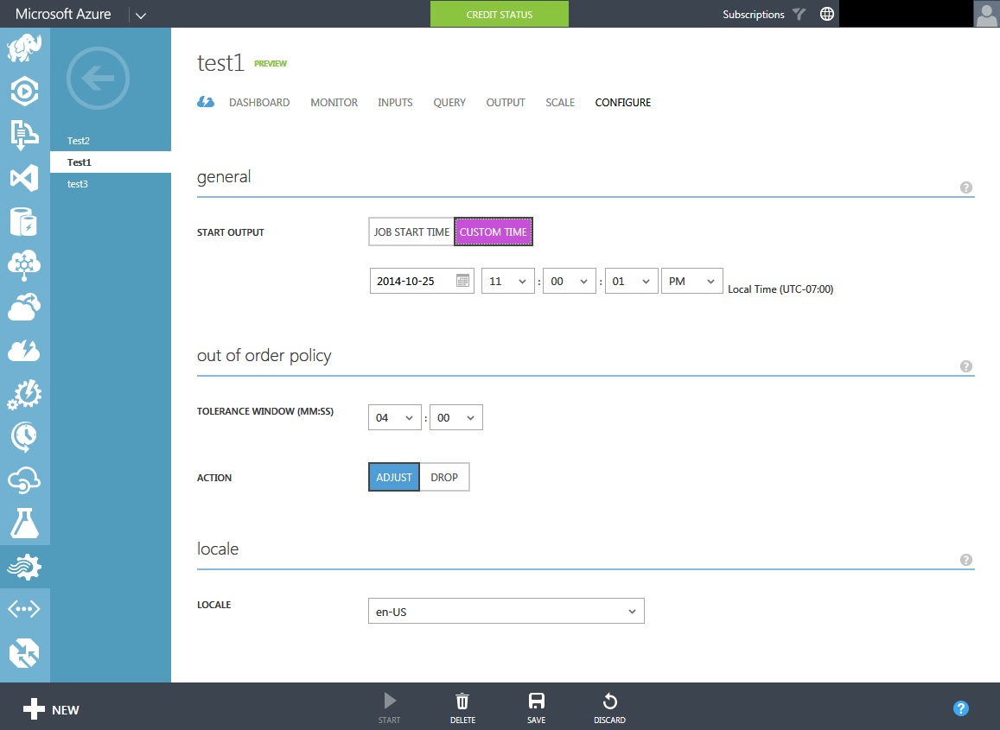 Microsoft Azure
CREDIT STATUS
Subscriptions
test1 PREVIEW
DASHBOARD MONITOR INPUTS QUERY OUTPUT SCALE CONFIGURE
Test2
Test1
test3
general
?
START OUTPUT JOB START TIME CUSTOM TIME
2014-10-25 11 : 00 : 01 PM Local Time (UTC-07:00)
out of order policy
?
TOLERANCE WINDOW (MM:SS) 04 : 00
ACTION ADJUST DROP
locale
?
LOCALE en-US
NEW
START DELETE SAVE DISCARD
?